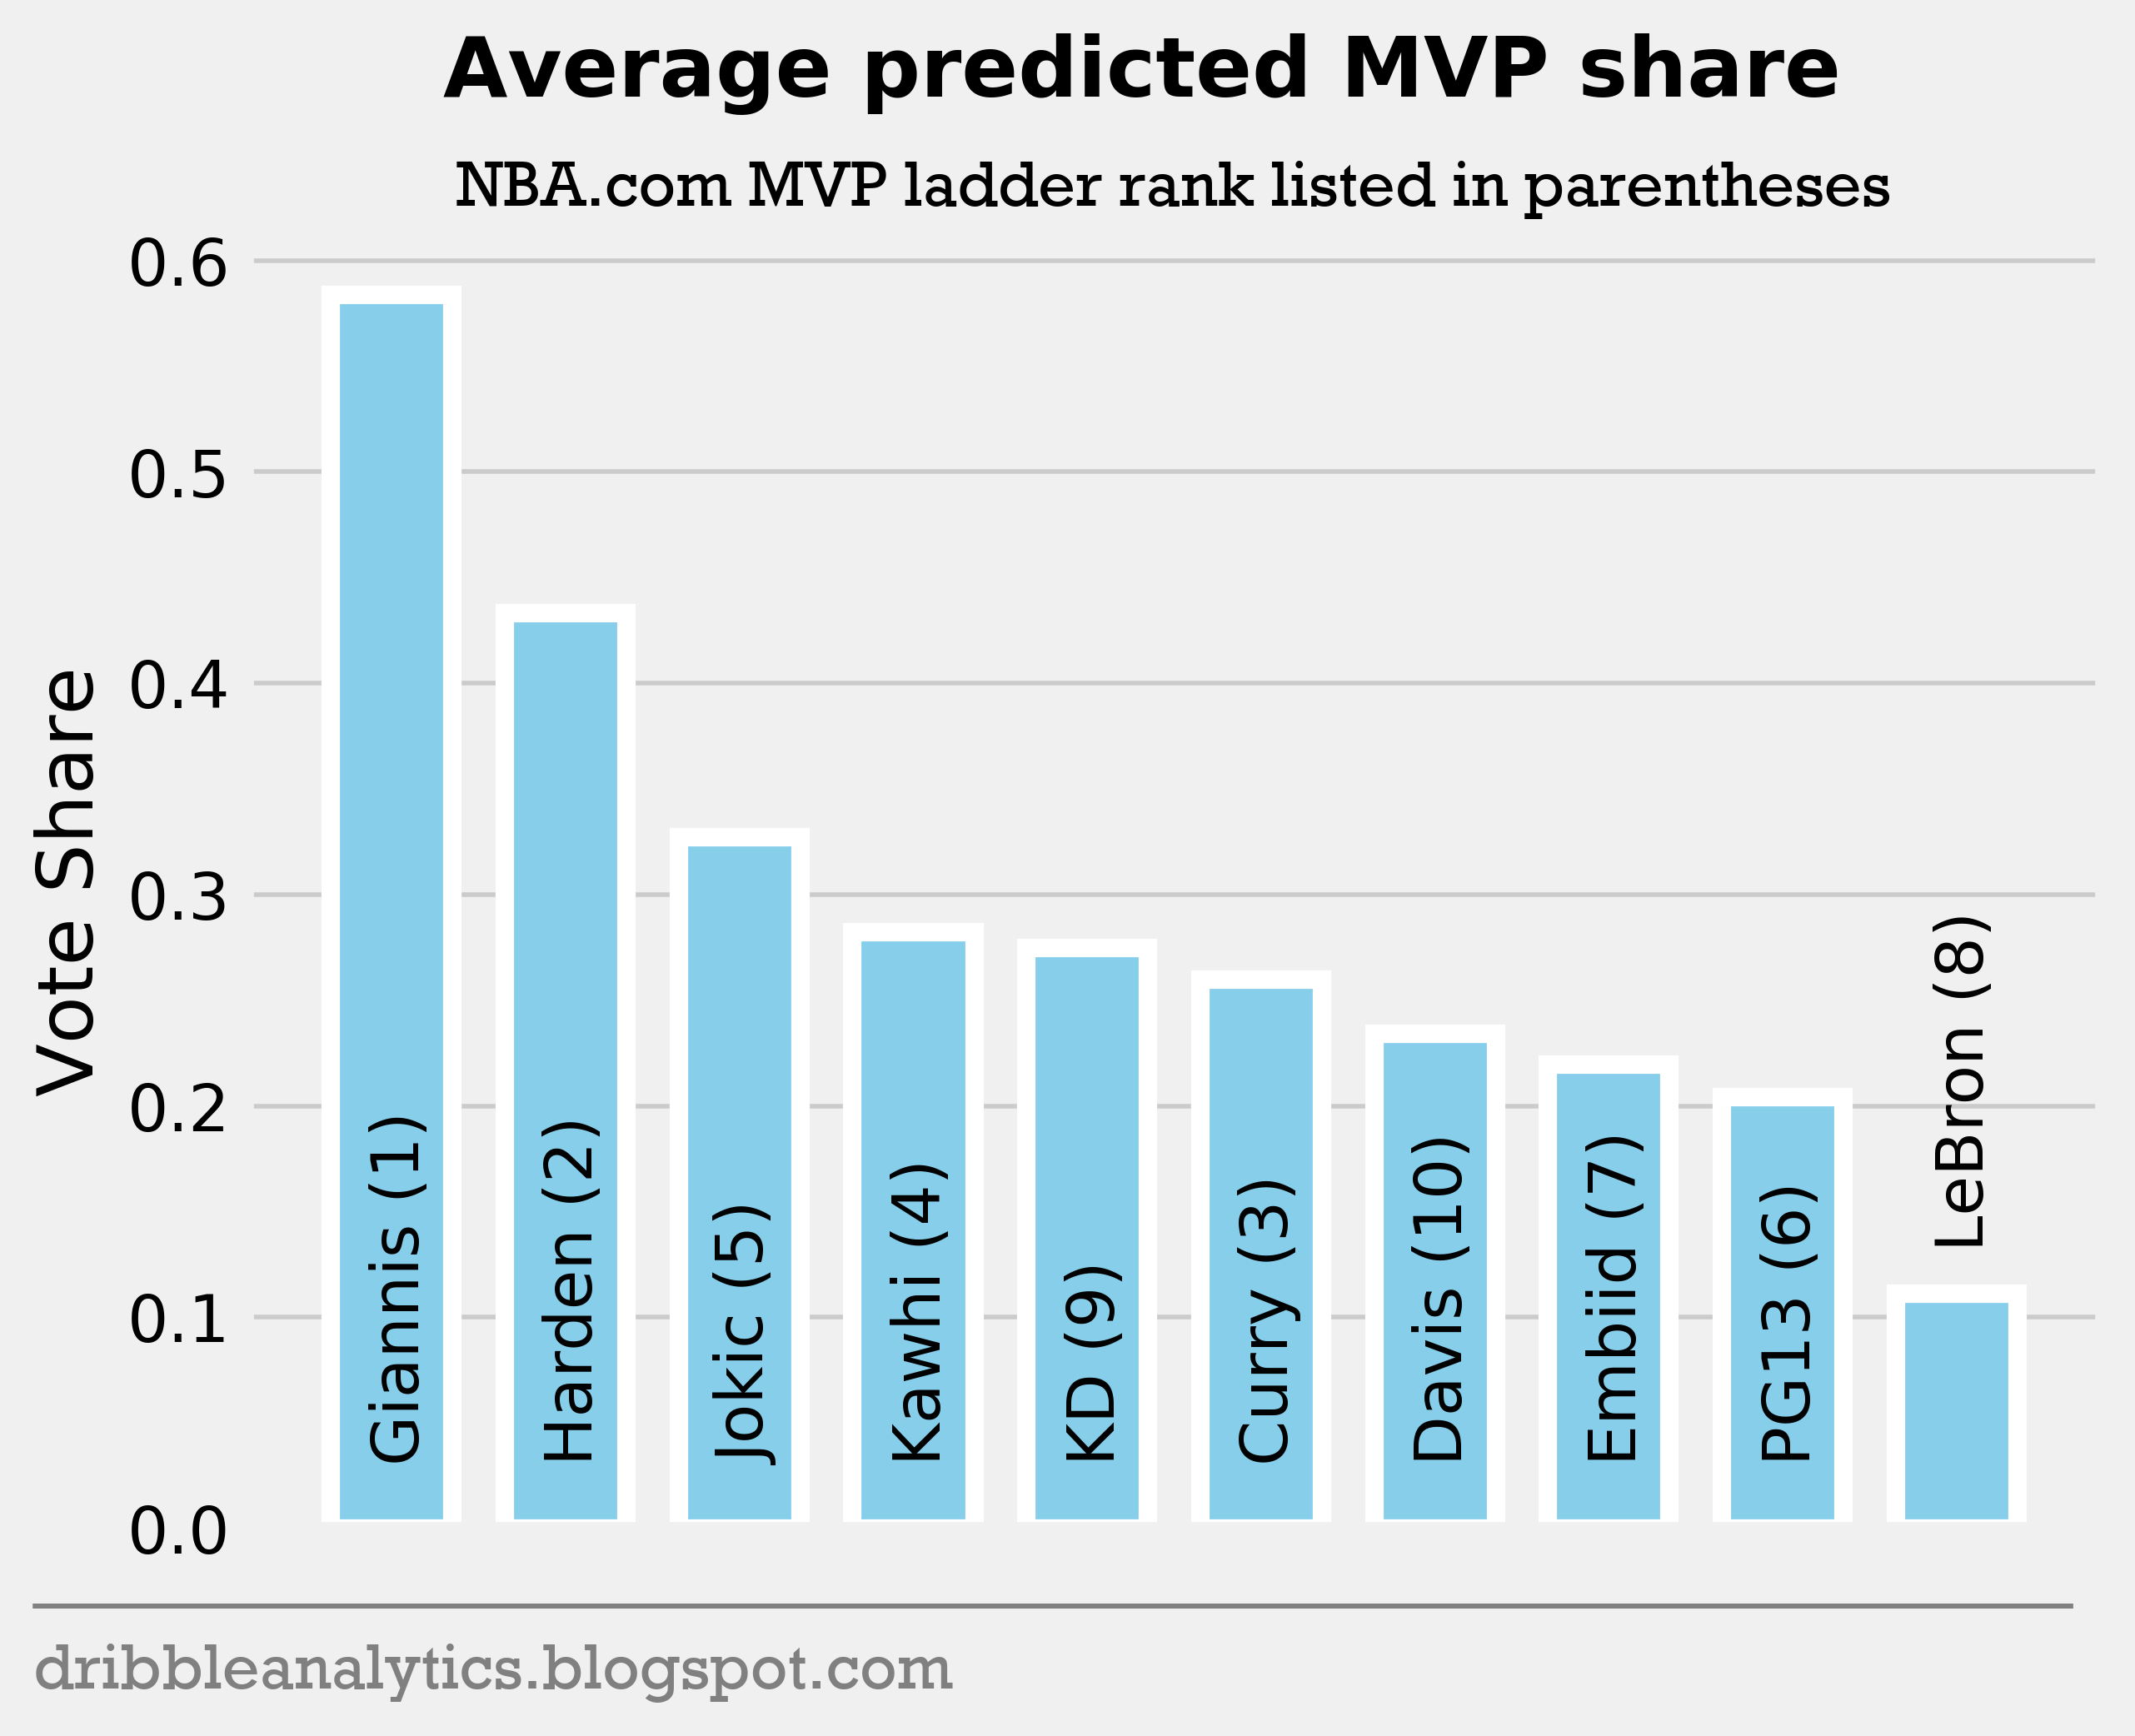 Average predicted MVP share
NBA.com MVP ladder rank listed in parentheses
Vote Share
0.6
0.5
0.4
0.3
0.2
0.1
0.0
Giannis (1)
Harden (2)
Jokic (5)
Kawhi (4)
KD (9)
Curry (3)
Davis (10)
Embiid (7)
PG13 (6)
LeBron (8)
dribbleanalytics.blogspot.com